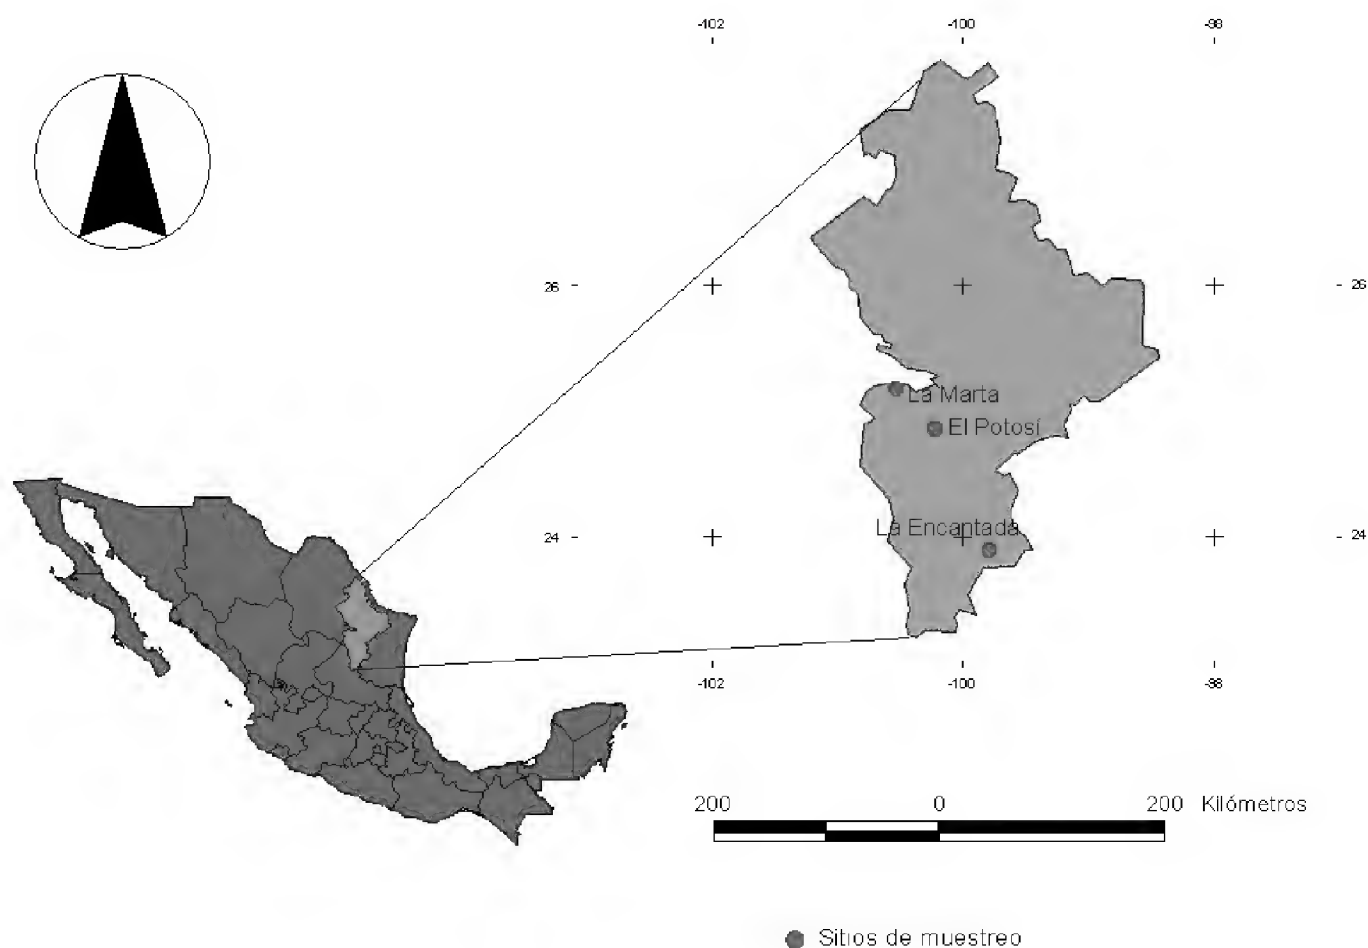 -102 -100 -98
26 26
La Marta
El Potosí
La Encantada
24 24
-102 -100 -98
200 0 200 Kilómetros
Sitios de muestreo